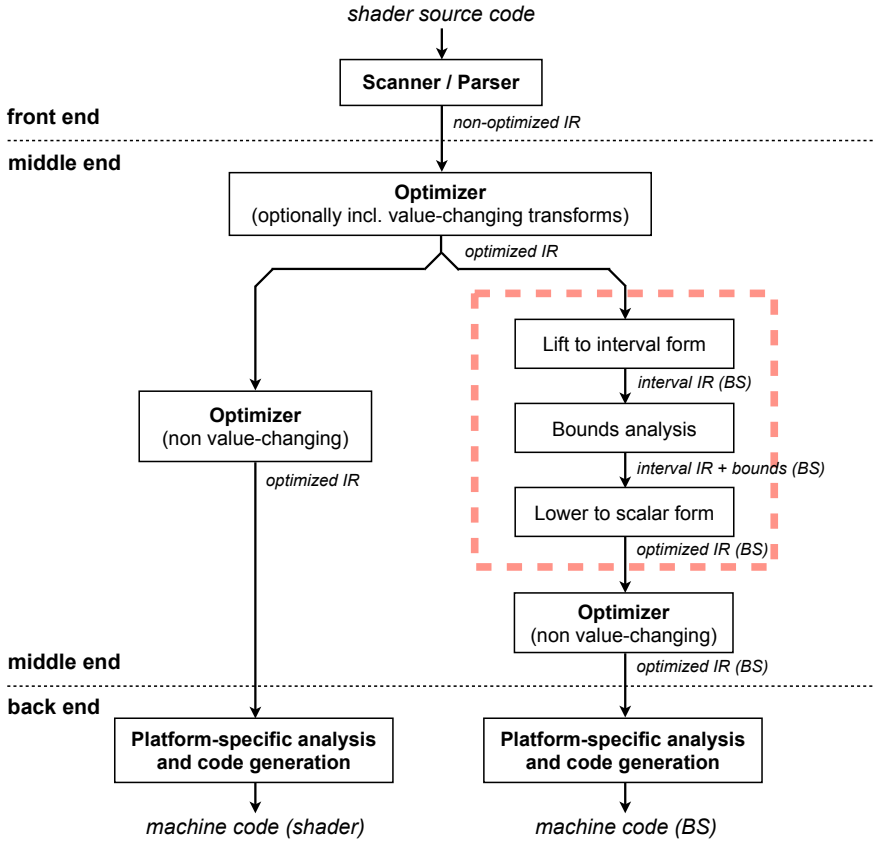 shader source code
Scanner / Parser
front end
non-optimized IR
middle end
Optimizer
(optionally incl. value-changing transforms)
optimized IR
Lift to interval form
interval IR (BS)
Optimizer
(non value-changing)
Bounds analysis
optimized IR
interval IR + bounds (BS)
Lower to scalar form
optimized IR (BS)
Optimizer
(non value-changing)
middle end
optimized IR (BS)
back end
Platform-specific analysis
and code generation
Platform-specific analysis
and code generation
machine code (shader)
machine code (BS)